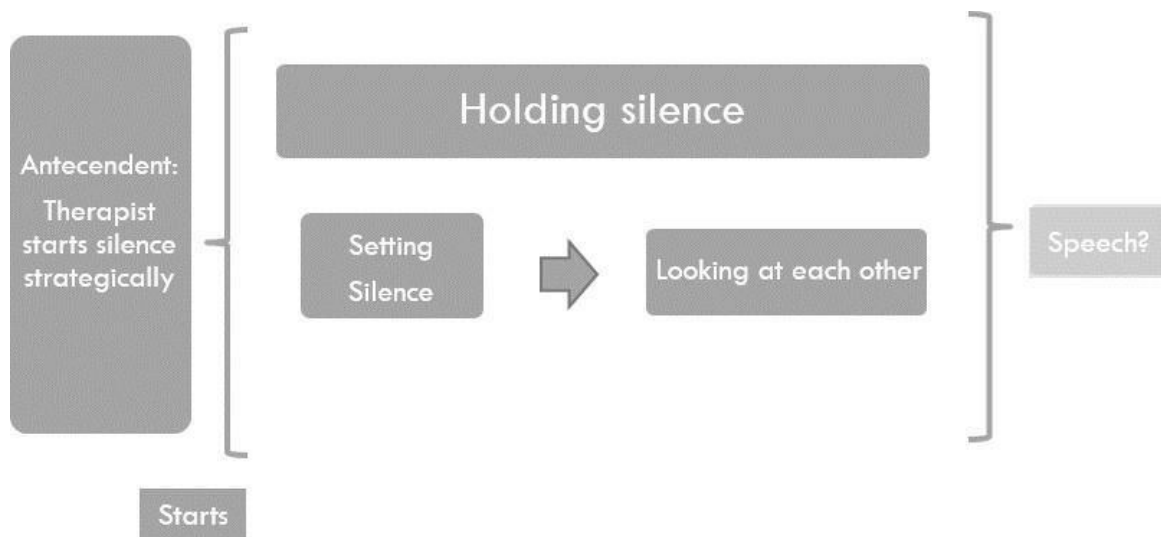 Antecendent:
Therapist
starts silence
strategically
Holding silence
Setting
Silence
Looking at each other
Speech?
Starts